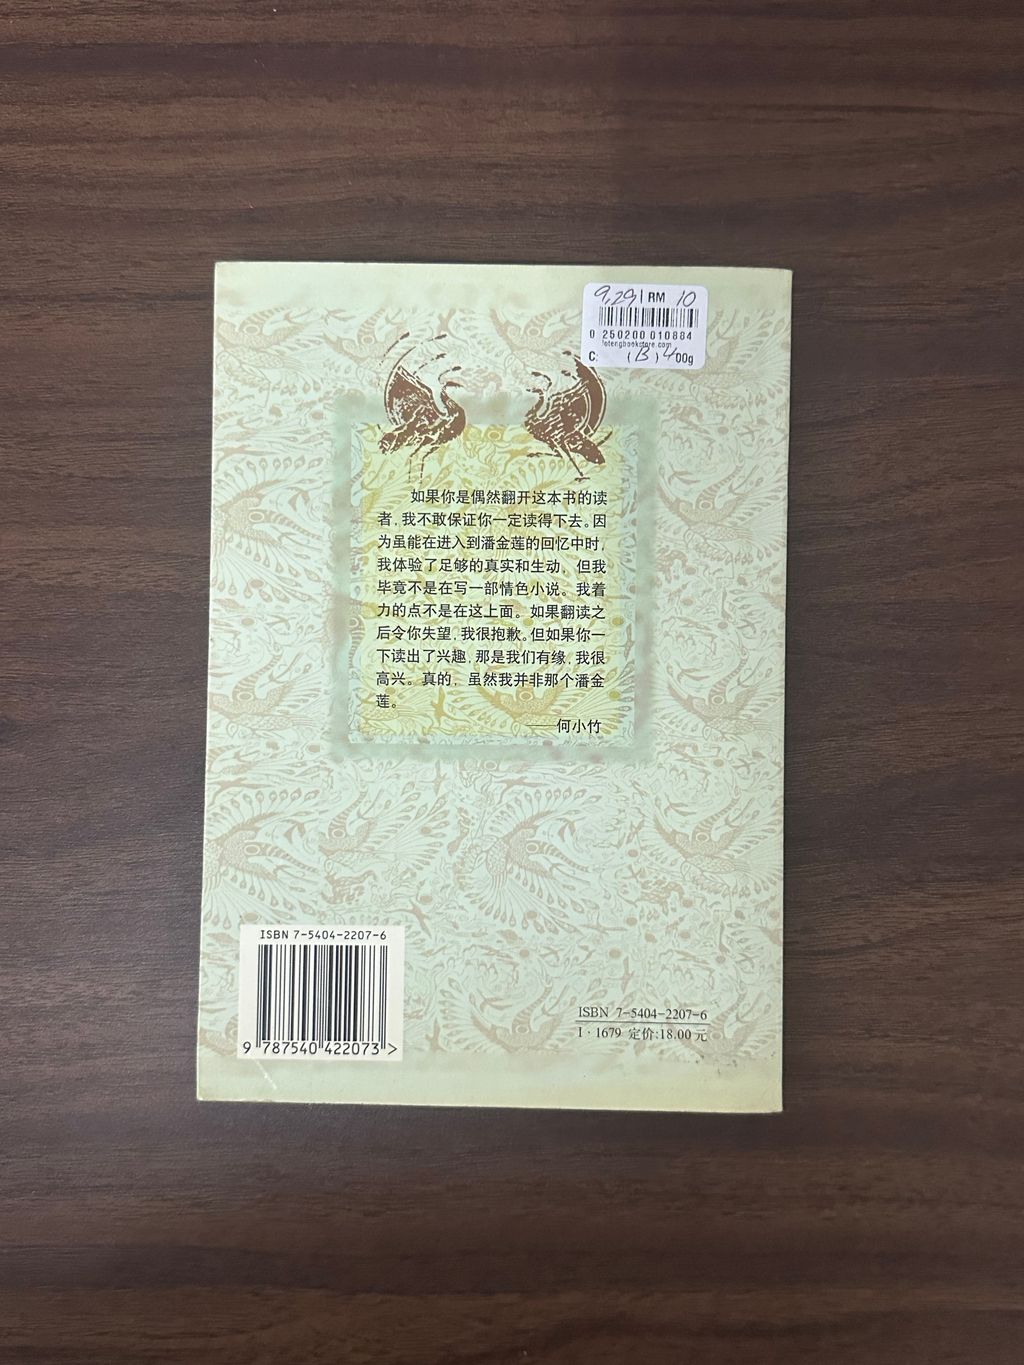 9.29 | RM 10
0 250200 010884
fotengbookstore.com
C: (B) 400g
如果你是偶然翻开这本书的读
者,我不敢保证你一定读得下去。因
为虽能在进入到潘金莲的回忆中时,
我体验了足够的真实和生动,但我
毕竟不是在写一部情色小说。我着
力的点不是在这上面。如果翻读之
后令你失望,我很抱歉。但如果你一
下读出了兴趣,那是我们有缘,我很
高兴。真的,虽然我并非那个潘金
莲。
——何小竹
ISBN 7-5404-2207-6
9 787540 422073 >
ISBN 7-5404-2207-6
I·1679 定价:18.00元